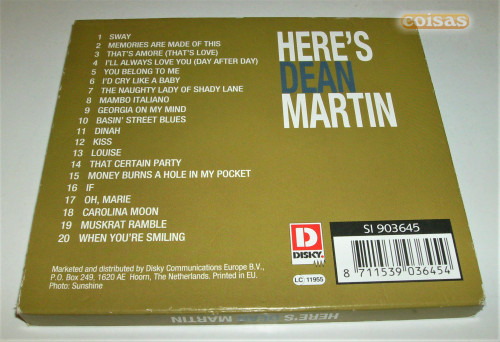 coisas
HERE'S
DEAN
MARTIN
1 SWAY
2 MEMORIES ARE MADE OF THIS
3 THAT'S AMORE (THAT'S LOVE)
4 I'LL ALWAYS LOVE YOU (DAY AFTER DAY)
5 YOU BELONG TO ME
6 I'D CRY LIKE A BABY
7 THE NAUGHTY LADY OF SHADY LANE
8 MAMBO ITALIANO
9 GEORGIA ON MY MIND
10 BASIN' STREET BLUES
11 DINAH
12 KISS
13 LOUISE
14 THAT CERTAIN PARTY
15 MONEY BURNS A HOLE IN MY POCKET
16 IF
17 OH, MARIE
18 CAROLINA MOON
19 MUSKRAT RAMBLE
20 WHEN YOU'RE SMILING
Marketed and distributed by Disky Communications Europe B.V.,
P.O. Box 249, 1620 AE Hoorn, The Netherlands. Printed in EU.
Photo: Sunshine
D
DISKY
LC 11955
SI 903645
8 711539 036454
HERE'S DEAN MARTIN